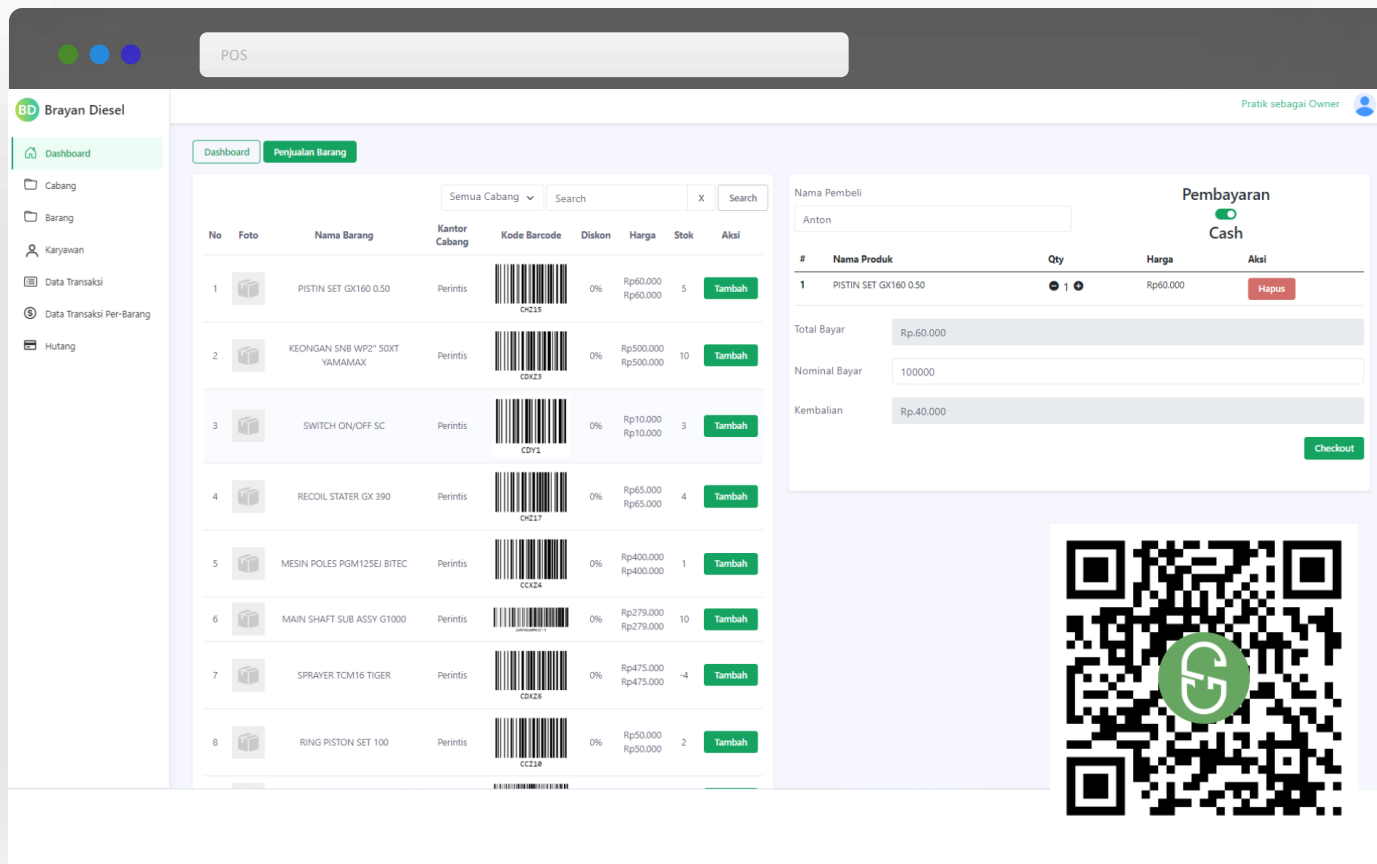 POS
BD Brayan Diesel
Pratik sebagai Owner
Dashboard
Cabang
Barang
Karyawan
Data Transaksi
Data Transaksi Per-Barang
Hutang
Dashboard
Penjualan Barang
Semua Cabang
Search
X
Search
No Foto Nama Barang Kantor Cabang Kode Barcode Diskon Harga Stok Aksi
1 PISTIN SET GX160 0.50 Perintis CHZ15 0% Rp60.000 Rp60.000 5 Tambah
2 KEONGAN SNB WP2" 50XT YAMAMAX Perintis CDXZ3 0% Rp500.000 Rp500.000 10 Tambah
3 SWITCH ON/OFF SC Perintis CDY1 0% Rp10.000 Rp10.000 3 Tambah
4 RECOIL STATER GX 390 Perintis CHZ17 0% Rp65.000 Rp65.000 4 Tambah
5 MESIN POLES PGM125EJ BITEC Perintis CCXZ4 0% Rp400.000 Rp400.000 1 Tambah
6 MAIN SHAFT SUB ASSY G1000 Perintis 0% Rp279.000 Rp279.000 10 Tambah
7 SPRAYER TCM16 TIGER Perintis CDXZ6 0% Rp475.000 Rp475.000 -4 Tambah
8 RING PISTON SET 100 Perintis CCZ10 0% Rp50.000 Rp50.000 2 Tambah
Nama Pembeli
Anton
Pembayaran
Cash
# Nama Produk Qty Harga Aksi
1 PISTIN SET GX160 0.50 1 Rp60.000 Hapus
Total Bayar Rp.60.000
Nominal Bayar 100000
Kembalian Rp.40.000
Checkout